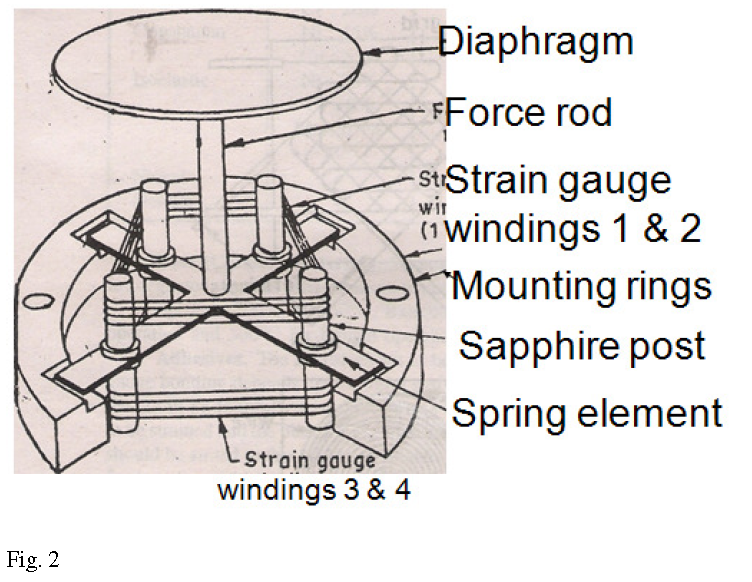 Diaphragm
Force rod
Strain gauge
windings 1 & 2
Mounting rings
Sapphire post
Spring element
Strain gauge
windings 3 & 4
Fig. 2